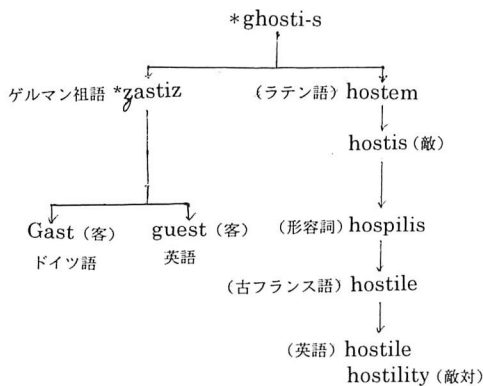 *ghosti-s
ゲルマン祖語 *ʒastiz (ラテン語) hostem
hostis (敵)
Gast (客) guest (客) (形容詞) hospilis
ドイツ語 英語
(古フランス語) hostile
(英語) hostile
hostility (敵対)